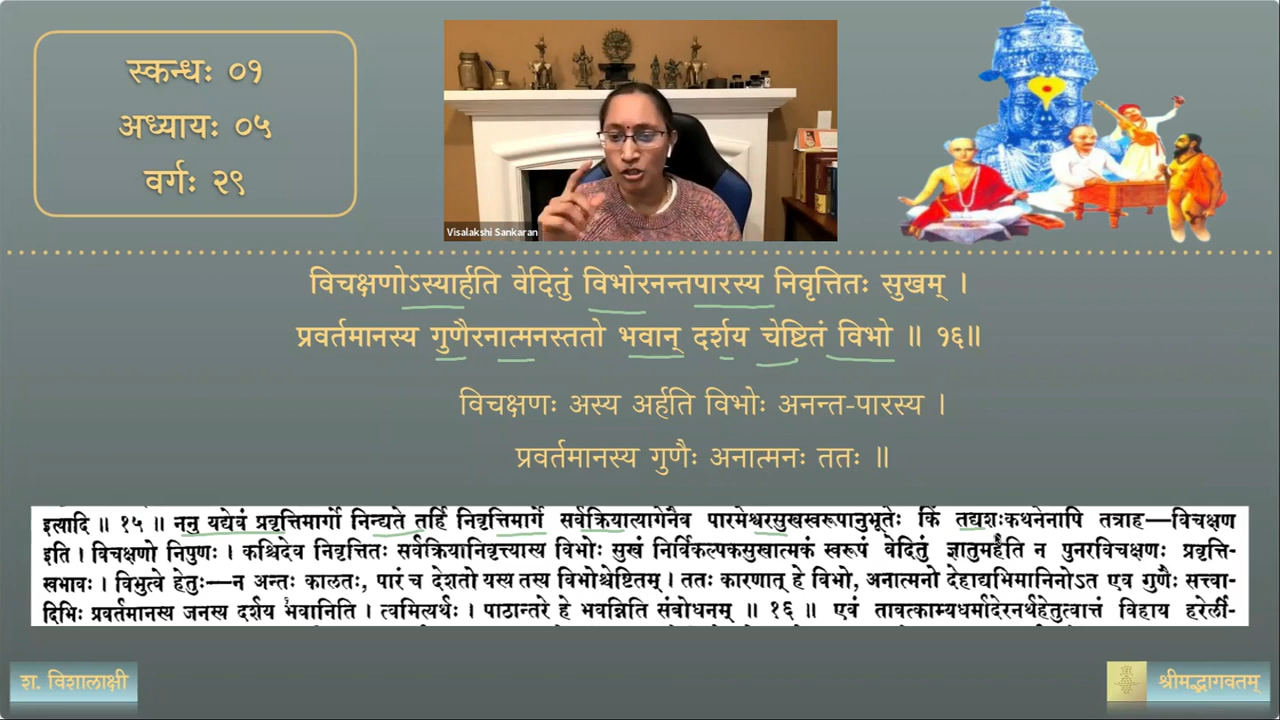 स्कन्धः ०१
अध्यायः ०५
वर्गः २९
Visalakshi Sankaran
विचक्षणोऽस्यार्हति वेदितुं विभोरनन्तपारस्य निवृत्तितः सुखम् ।
प्रवर्तमानस्य गुणैरनात्मनस्ततो भवान् दर्शय चेष्टितं विभो ॥ १६॥
विचक्षणः अस्य अर्हति विभोः अनन्त-पारस्य ।
प्रवर्तमानस्य गुणैः अनात्मनः ततः ॥
इत्यादि ॥ १५ ॥ ननु यद्येवं प्रवृत्तिमार्गो निन्द्यते तर्हि निवृत्तिमार्गे सर्वक्रियात्यागेनैव पारमेश्वरसुखस्वरूपानुभूतेः किं तद्यशःकथनेनापि तत्राह—विचक्षण
इति । विचक्षणो निपुणः । कश्चिदेव निवृत्तितः सर्वक्रियानिवृत्त्यास्य विभोः सुखं निर्विकल्पकसुखात्मकं स्वरूपं वेदितुं ज्ञातुमर्हति न पुनरविचक्षणः प्रवृत्ति-
स्वभावः । विभुत्वे हेतुः—न अन्तः कालतः, पारं च देशतो यस्य तस्य विभोश्चेष्टितम् । ततः कारणात् हे विभो, अनात्मनो देहाद्यभिमानिनोऽत एव गुणैः सत्त्वा-
दिभिः प्रवर्तमानस्य जनस्य दर्शय भवानिति । त्वमित्यर्थः । पाठान्तरे हे भवन्निति संबोधनम् ॥ १६ ॥ एवं तावत्काम्यधर्मादेरनर्थहेतुत्वात्तं विहाय हरेर्ली-
श. विशालाक्षी
श्रीमद्भागवतम्